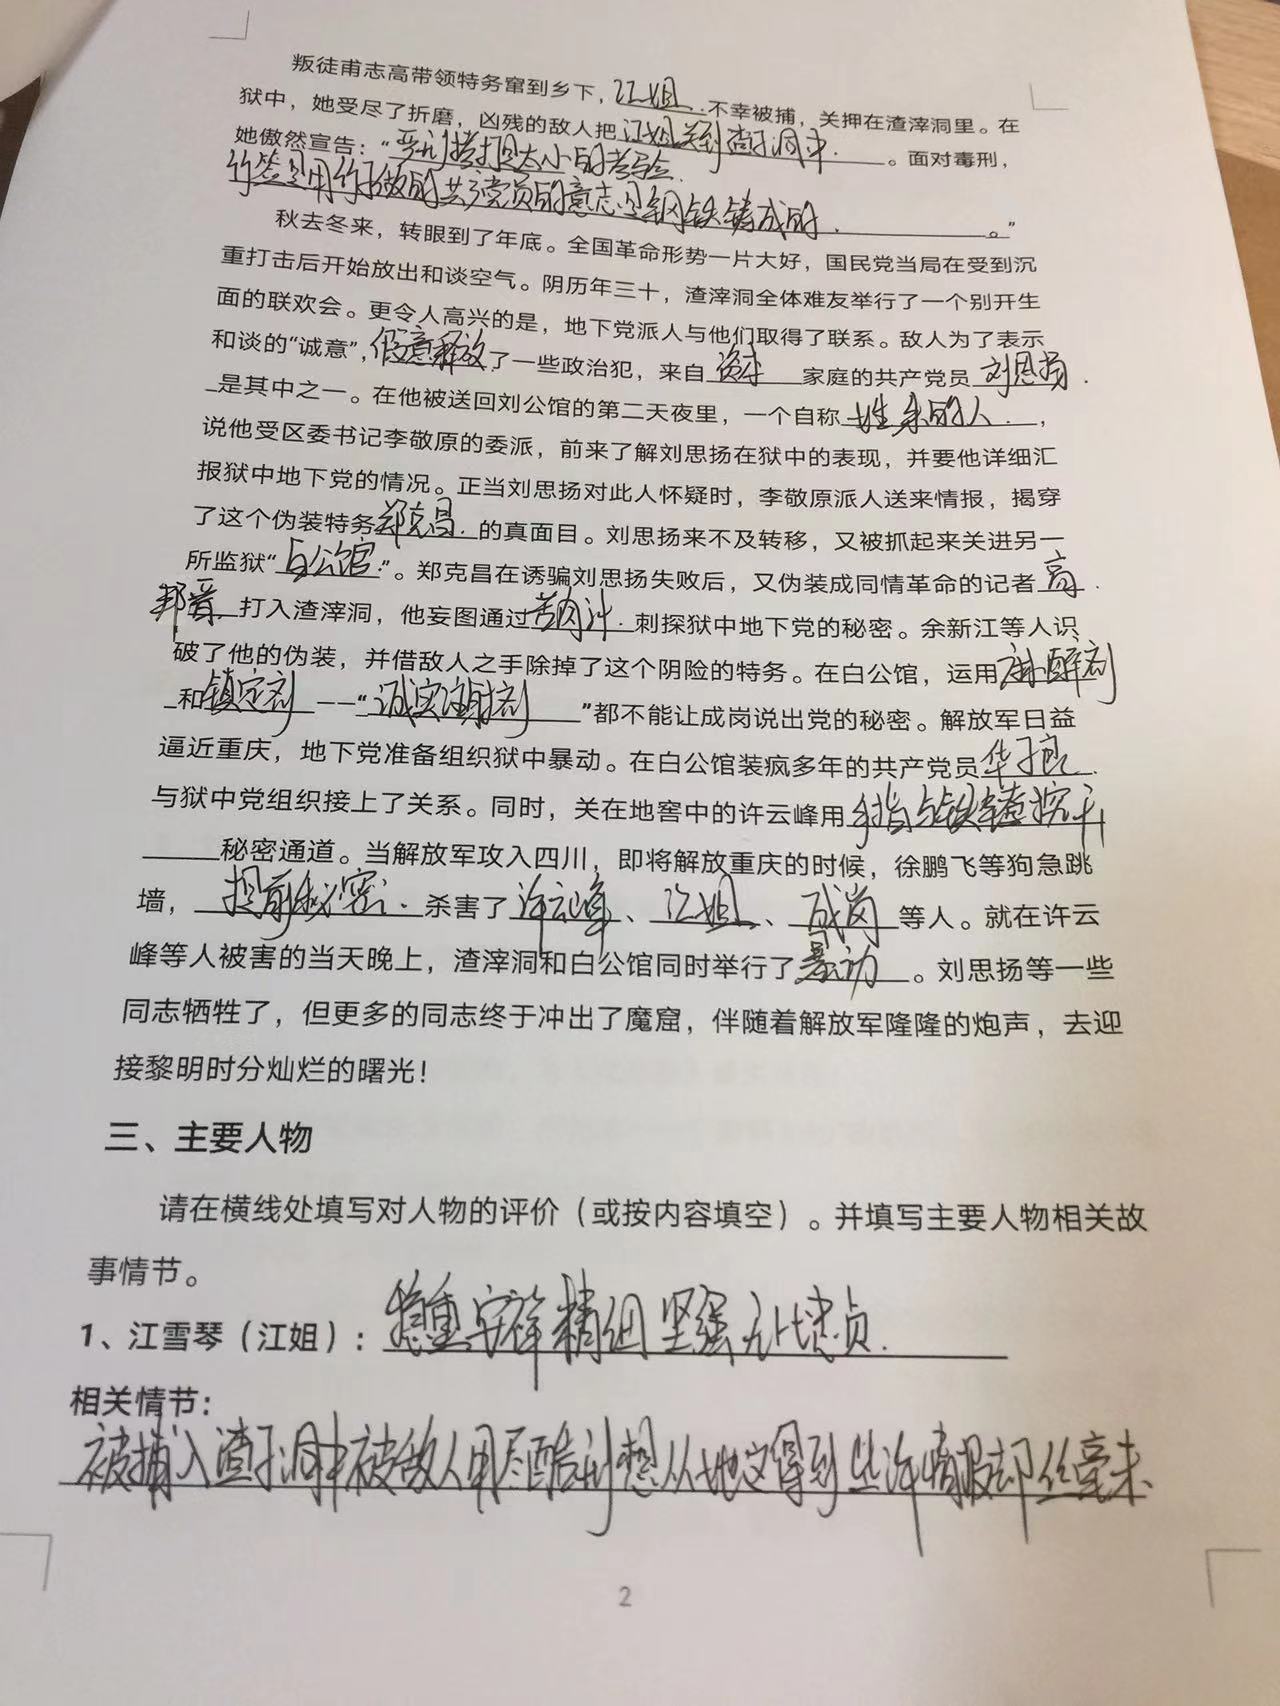 叛徒甫志高带领特务窜到乡下，江姐不幸被捕，关押在渣滓洞里。在
狱中，她受尽了折磨，凶残的敌人把江姐关到渣子洞中。面对毒刑，
她傲然宣告：“严刑拷打是太小的考验.
竹签是用竹子做的共产党员的意志是钢铁铸成的.。”
秋去冬来，转眼到了年底。全国革命形势一片大好，国民党当局在受到沉
重打击后开始放出和谈空气。阴历年三十，渣滓洞全体难友举行了一个别开生
面的联欢会。更令人高兴的是，地下党派人与他们取得了联系。敌人为了表示
和谈的“诚意”，假意释放了一些政治犯，来自资本家庭的共产党员刘思扬.
是其中之一。在他被送回刘公馆的第二天夜里，一个自称姓朱的人.，
说他受区委书记李敬原的委派，前来了解刘思扬在狱中的表现，并要他详细汇
报狱中地下党的情况。正当刘思扬对此人怀疑时，李敬原派人送来情报，揭穿
了这个伪装特务郑克昌.的真面目。刘思扬来不及转移，又被抓起来关进另一
所监狱“白公馆.”。郑克昌在诱骗刘思扬失败后，又伪装成同情革命的记者高.
邦晋打入渣滓洞，他妄图通过苦肉计.刺探狱中地下党的秘密。余新江等人识
破了他的伪装，并借敌人之手除掉了这个阴险的特务。在白公馆，运用麻醉剂
和镇定剂——“诚实注射剂”都不能让成岗说出党的秘密。解放军日益
逼近重庆，地下党准备组织狱中暴动。在白公馆装疯多年的共产党员华子良.
与狱中党组织接上了关系。同时，关在地窖中的许云峰用手指与铁镣挖开
秘密通道。当解放军攻入四川，即将解放重庆的时候，徐鹏飞等狗急跳
墙，提前秘密.杀害了许云峰、江姐、成岗等人。就在许云
峰等人被害的当天晚上，渣滓洞和白公馆同时举行了暴动。刘思扬等一些
同志牺牲了，但更多的同志终于冲出了魔窟，伴随着解放军隆隆的炮声，去迎
接黎明时分灿烂的曙光！
三、主要人物
请在横线处填写对人物的评价（或按内容填空）。并填写主要人物相关故
事情节。
1、江雪琴（江姐）：稳重安详 精细 坚强 无比忠贞.
相关情节：
被捕入渣子洞中被敌人用尽酷刑想从她这得到些许情报却丝毫未
2